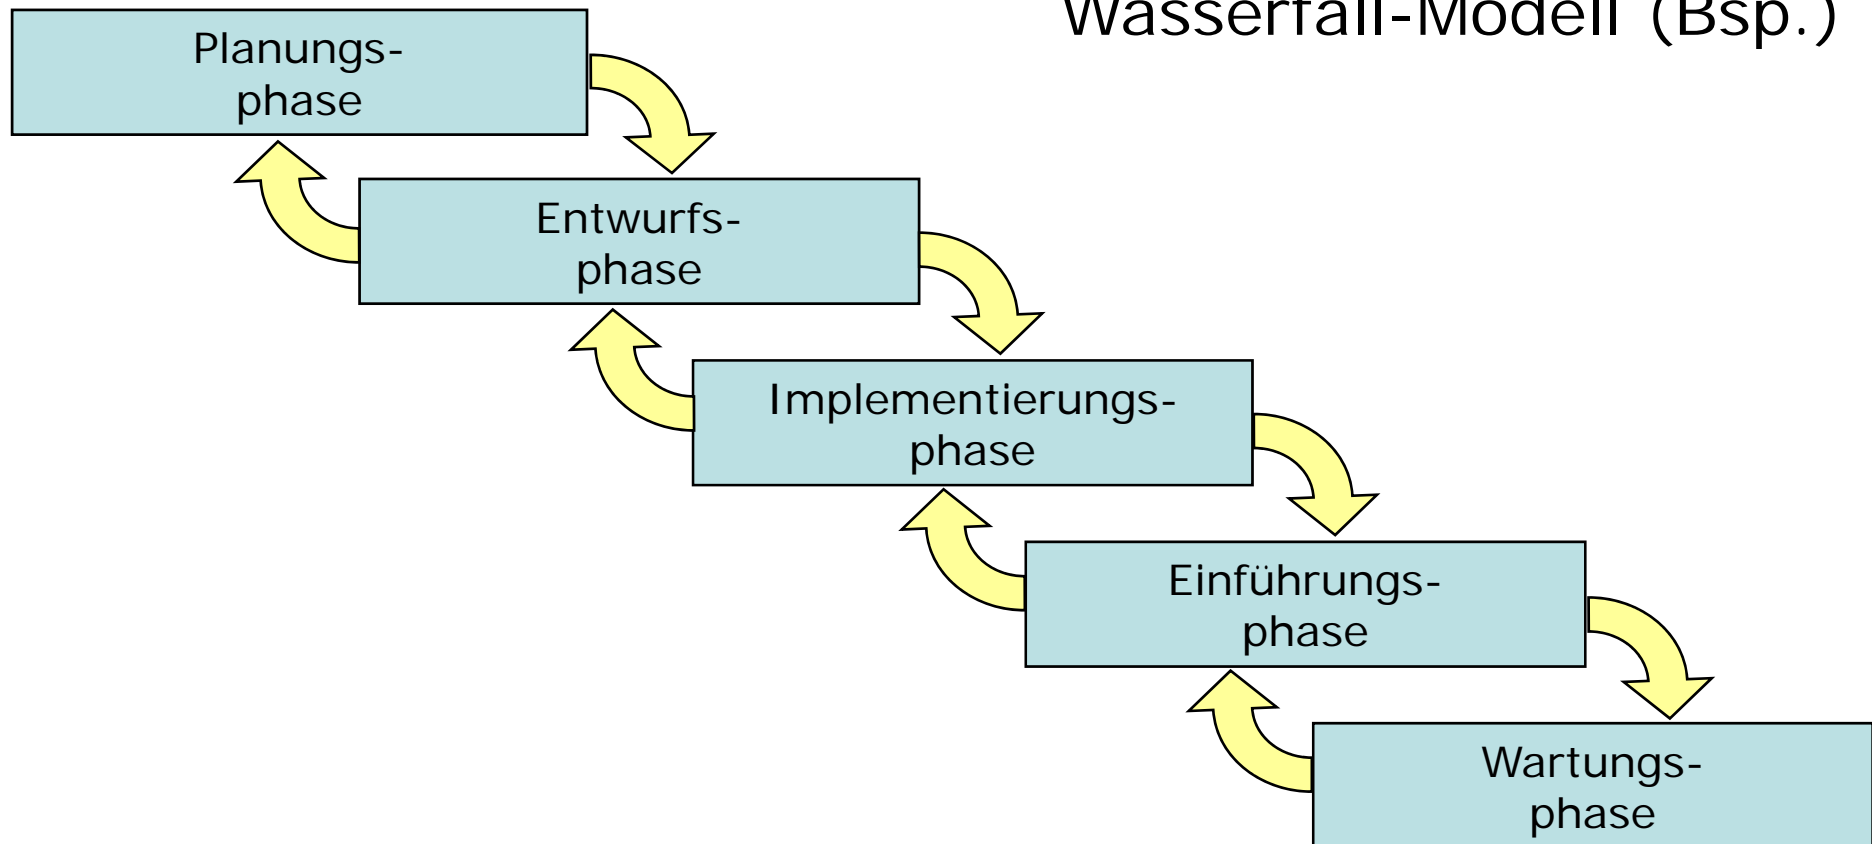 Wasserfall-Modell (Bsp.)
Planungs-
phase
Entwurfs-
phase
Implementierungs-
phase
Einführungs-
phase
Wartungs-
phase